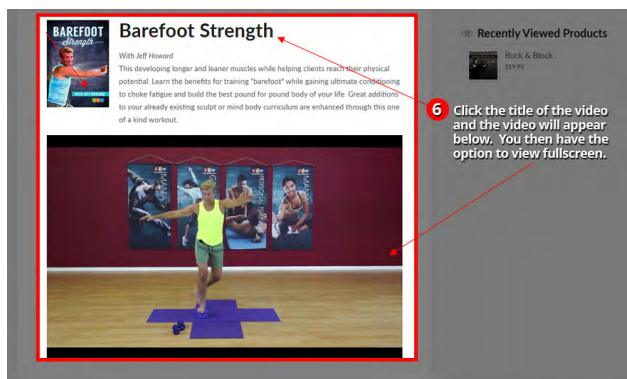 BAREFOOT
Strength
WITH JEFF HOWARD
Barefoot Strength
With Jeff Howard
This developing longer and leaner muscles while helping clients reach their physical
potential. Learn the benefits for training "barefoot" while gaining ultimate conditioning
to choke fatigue and build the best pound for pound body of your life. Great additions
to your already existing sculpt or mind body curriculum are enhanced through this one
of a kind workout.
Recently Viewed Products
Rock & Block
$19.95
6 Click the title of the video
and the video will appear
below. You then have the
option to view fullscreen.
MANIA
PERSONAL TRAI
MANIA